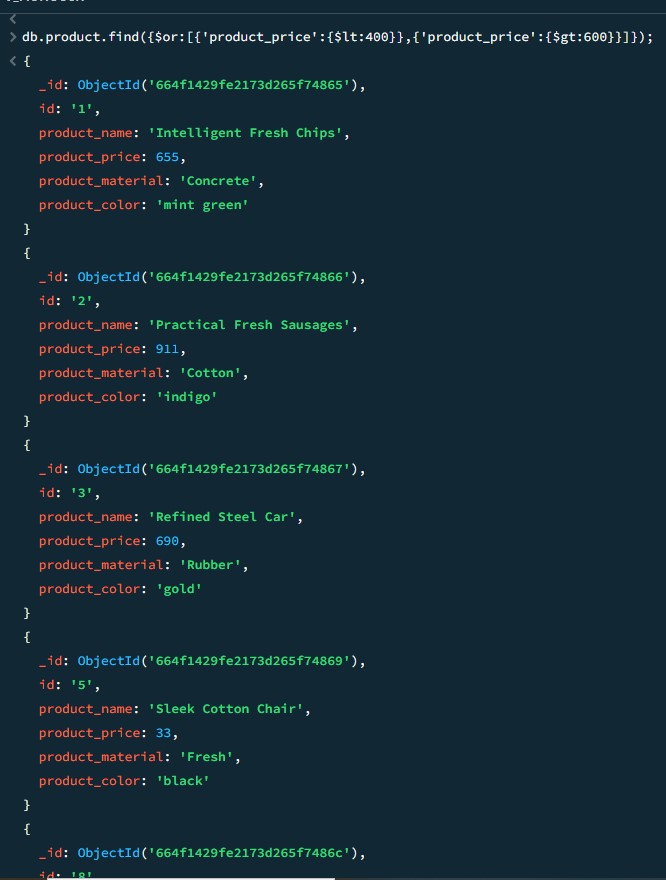 db.product.find({$or:[{'product_price':{$lt:400}},{'product_price':{$gt:600}}]});
{
_id: ObjectId('664f1429fe2173d265f74865'),
id: '1',
product_name: 'Intelligent Fresh Chips',
product_price: 655,
product_material: 'Concrete',
product_color: 'mint green'
}
{
_id: ObjectId('664f1429fe2173d265f74866'),
id: '2',
product_name: 'Practical Fresh Sausages',
product_price: 911,
product_material: 'Cotton',
product_color: 'indigo'
}
{
_id: ObjectId('664f1429fe2173d265f74867'),
id: '3',
product_name: 'Refined Steel Car',
product_price: 690,
product_material: 'Rubber',
product_color: 'gold'
}
{
_id: ObjectId('664f1429fe2173d265f74869'),
id: '5',
product_name: 'Sleek Cotton Chair',
product_price: 33,
product_material: 'Fresh',
product_color: 'black'
}
{
_id: ObjectId('664f1429fe2173d265f7486c'),
id: '8'